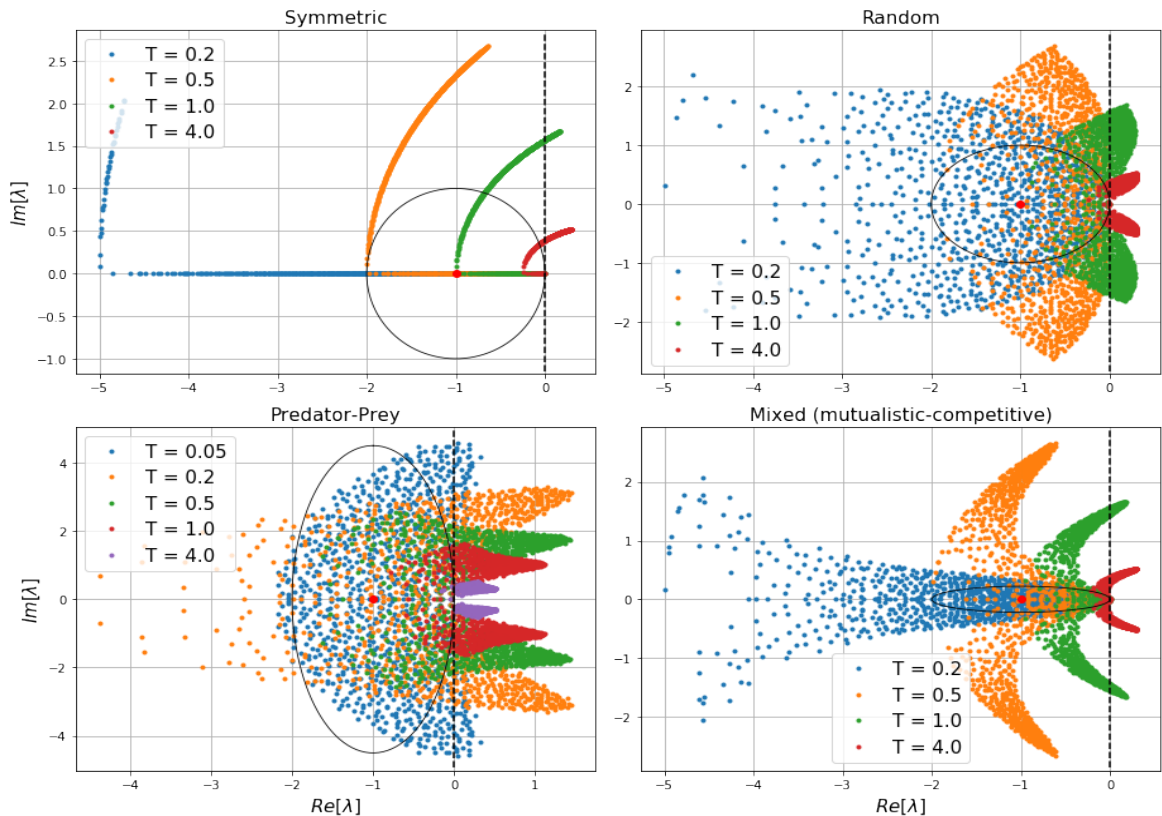 Symmetric
T = 0.2
T = 0.5
T = 1.0
T = 4.0
Im[λ]
2.5
2.0
1.5
1.0
0.5
0.0
−0.5
−1.0
−5
−4
−3
−2
−1
0
Random
2
1
0
−1
−2
T = 0.2
T = 0.5
T = 1.0
T = 4.0
−5
−4
−3
−2
−1
0
Predator-Prey
T = 0.05
T = 0.2
T = 0.5
T = 1.0
T = 4.0
Im[λ]
4
2
0
−2
−4
−4
−3
−2
−1
0
1
Re[λ]
Mixed (mutualistic-competitive)
2
1
0
−1
−2
T = 0.2
T = 0.5
T = 1.0
T = 4.0
−5
−4
−3
−2
−1
0
Re[λ]